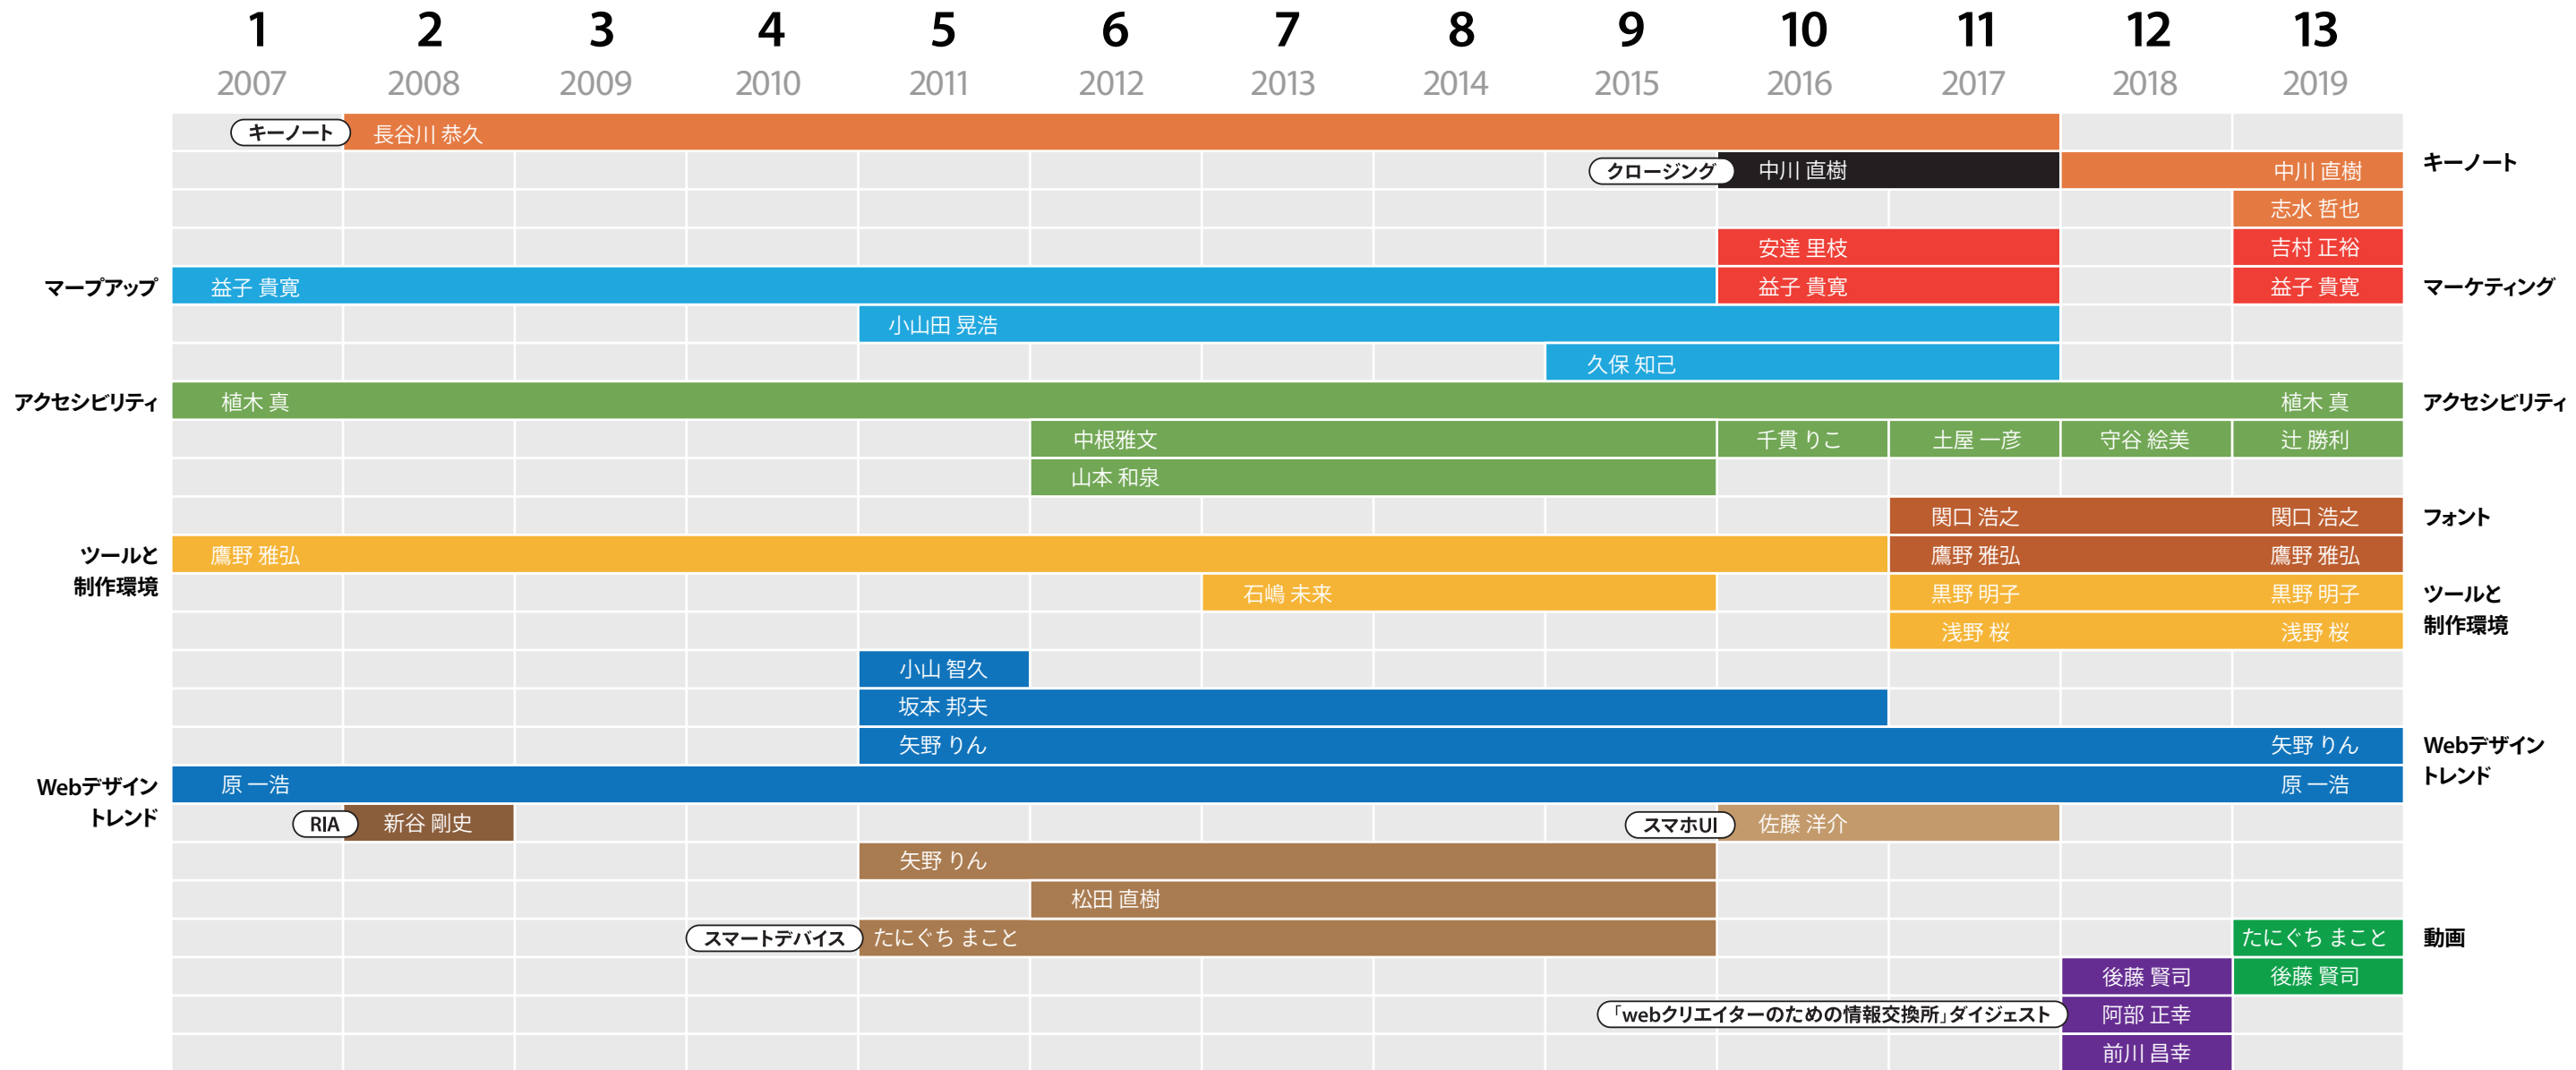 1 2 3 4 5 6 7 8 9 10 11 12 13
2007 2008 2009 2010 2011 2012 2013 2014 2015 2016 2017 2018 2019
キーノート 長谷川 恭久
クロージング 中川 直樹 中川 直樹 キーノート
志水 哲也
安達 里枝 吉村 正裕
マープアップ 益子 貴寛 益子 貴寛 益子 貴寛 マーケティング
小山田 晃浩
久保 知己
アクセシビリティ 植木 真 植木 真 アクセシビリティ
中根雅文 千貫 りこ 土屋 一彦 守谷 絵美 辻 勝利
山本 和泉
関口 浩之 関口 浩之 フォント
ツールと
制作環境
鷹野 雅弘 鷹野 雅弘 鷹野 雅弘
石嶋 未来 黒野 明子 黒野 明子
浅野 桜 浅野 桜
ツールと
制作環境
小山 智久
坂本 邦夫
矢野 りん 矢野 りん
Webデザイン
トレンド
Webデザイン
トレンド
原 一浩 原 一浩
RIA 新谷 剛史 スマホUI 佐藤 洋介
矢野 りん
松田 直樹
スマートデバイス たにぐち まこと たにぐち まこと 動画
後藤 賢司 後藤 賢司
「webクリエイターのための情報交換所」ダイジェスト 阿部 正幸
前川 昌幸